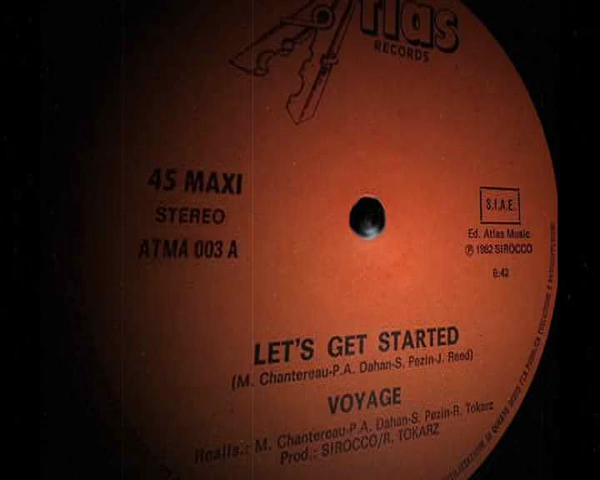 Atlas
RECORDS
45 MAXI
STEREO
ATMA 003 A
S.I.A.E.
Ed. Atlas Music
℗ 1982 SIROCCO
6:42
LET'S GET STARTED
(M. Chantereau-P.A. Dahan-S. Pezin-J. Reed)
VOYAGE
Realis.: M. Chantereau-P.A. Dahan-S. Pezin-R. Tokarz
Prod.: SIROCCO/R. TOKARZ